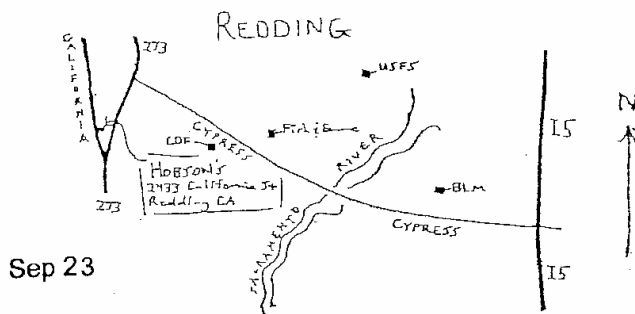 REDDING
CALIFORNIA
273
USFS
CYPRESS
CDF
I5
N
HOBSON'S
2433 California St
Redding CA
RIVER
BLM
273
SACRAMENTO
CYPRESS
Sep 23
I5